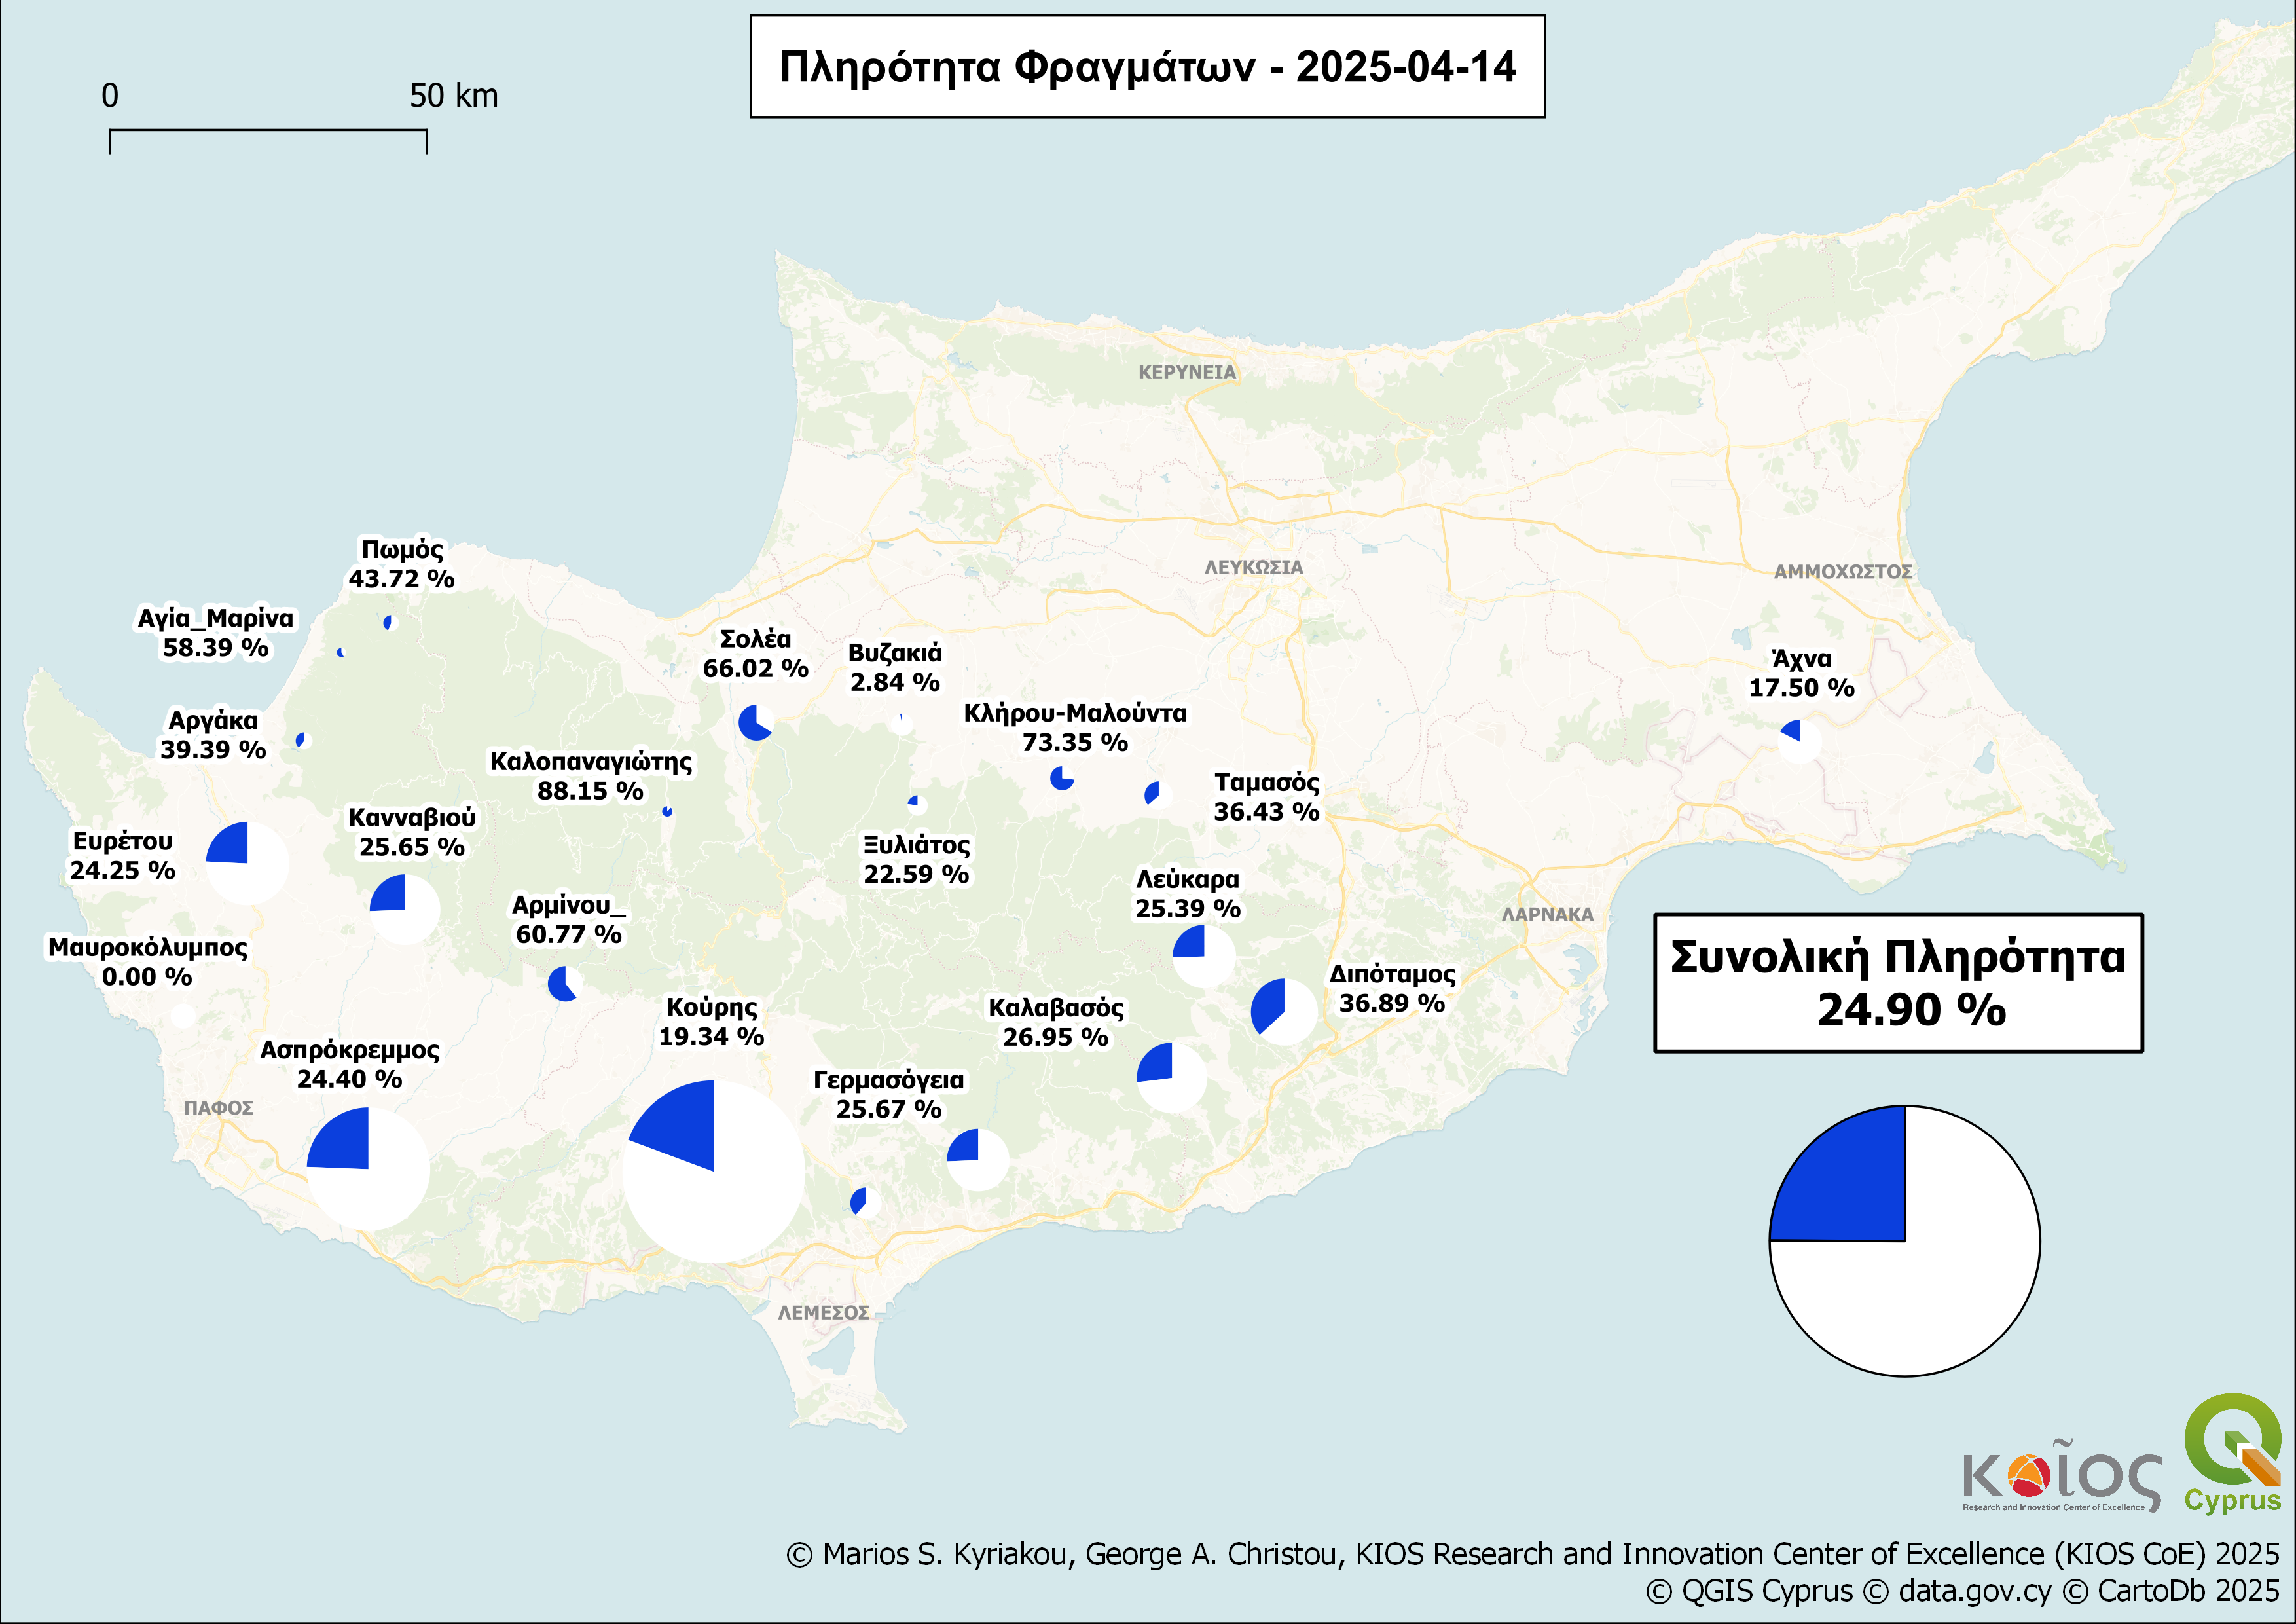 Πληρότητα Φραγμάτων - 2025-04-14
0 50 km
ΚΕΡΥΝΕΙΑ
ΛΕΥΚΩΣΙΑ
ΑΜΜΟΧΩΣΤΟΣ
Πωμός
43.72 %
Αγία_Μαρίνα
58.39 %
Σολέα
66.02 %
Βυζακιά
2.84 %
Άχνα
17.50 %
Αργάκα
39.39 %
Κλήρου-Μαλούντα
73.35 %
Καλοπαναγιώτης
88.15 %
Ταμασός
36.43 %
Κανναβιού
25.65 %
Ευρέτου
24.25 %
Ξυλιάτος
22.59 %
Λεύκαρα
25.39 %
Αρμίνου_
60.77 %
ΛΑΡΝΑΚΑ
Μαυροκόλυμπος
0.00 %
Διπόταμος
36.89 %
Συνολική Πληρότητα
24.90 %
Κούρης
19.34 %
Καλαβασός
26.95 %
Ασπρόκρεμμος
24.40 %
Γερμασόγεια
25.67 %
ΠΑΦΟΣ
ΛΕΜΕΣΟΣ
κοῖος
Research and Innovation Center of Excellence
Cyprus
© Marios S. Kyriakou, George A. Christou, KIOS Research and Innovation Center of Excellence (KIOS CoE) 2025
© QGIS Cyprus © data.gov.cy © CartoDb 2025